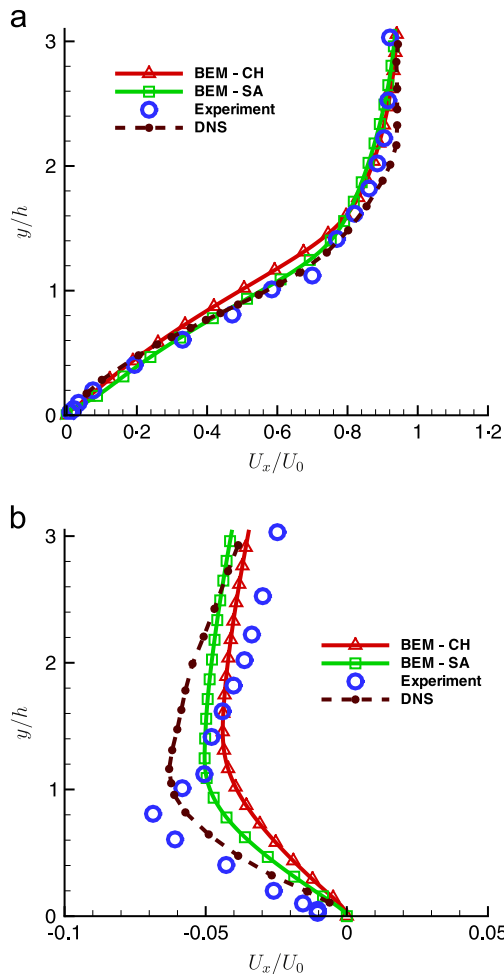 a
BEM - CH
BEM - SA
Experiment
DNS
y/h
3
2
1
0
0 0·2 0·4 0·6 0·8 1 1·2
U_x/U_0
b
BEM - CH
BEM - SA
Experiment
DNS
y/h
3
2
1
0
-0.1 -0.05 0 0.05
U_x/U_0